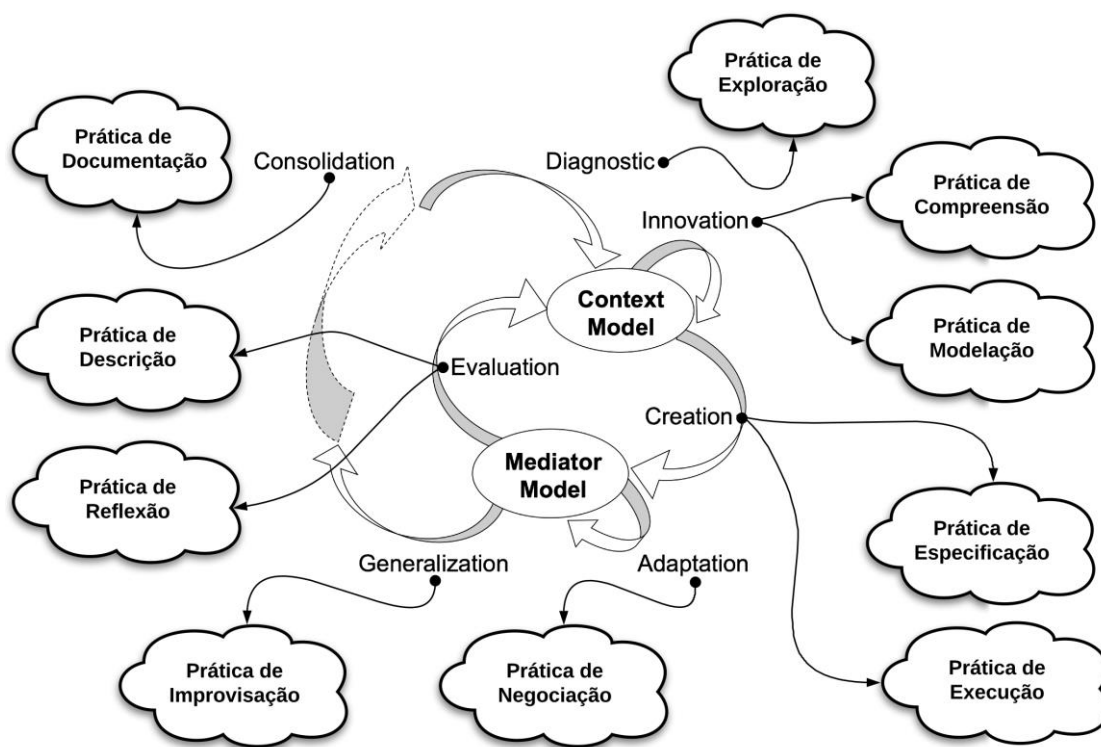 Prática de
Exploração
Prática de
Documentação
Consolidation
Diagnostic
Prática de
Compreensão
Innovation
Context
Model
Prática de
Descrição
Prática de
Modelação
Evaluation
Creation
Mediator
Model
Prática de
Reflexão
Prática de
Especificação
Generalization
Adaptation
Prática de
Improvisação
Prática de
Negociação
Prática de
Execução